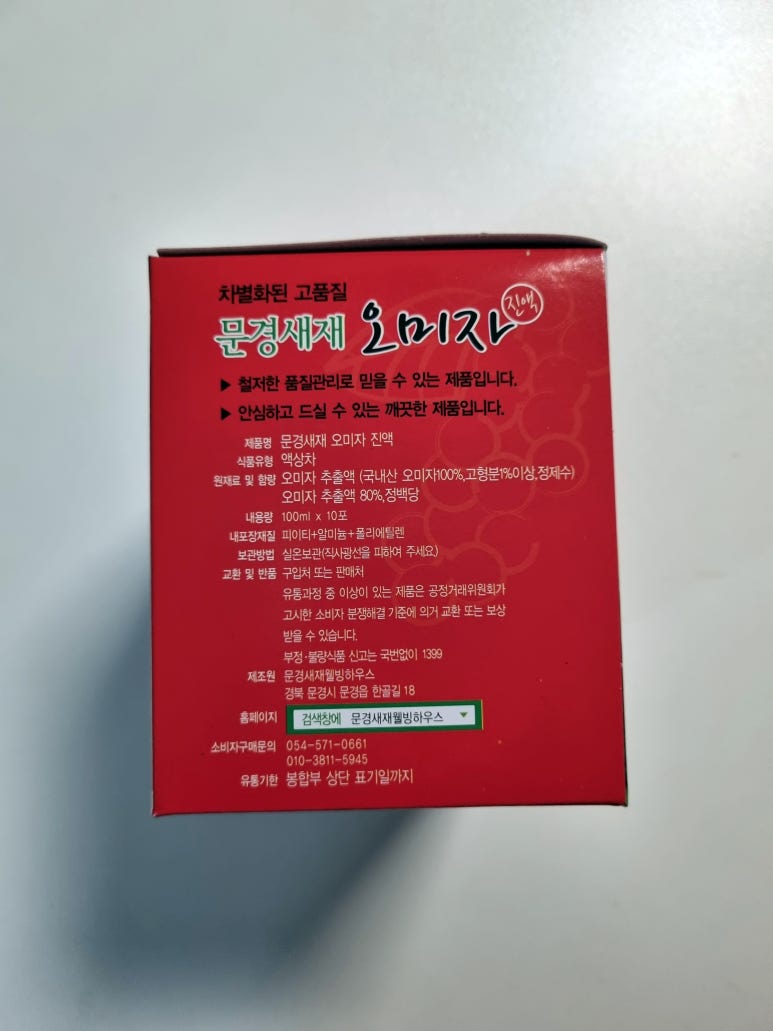 차별화된 고품질
문경새재 오미자 진액
▶ 철저한 품질관리로 믿을 수 있는 제품입니다.
▶ 안심하고 드실 수 있는 깨끗한 제품입니다.
제품명 문경새재 오미자 진액
식품유형 액상차
원재료 및 함량 오미자 추출액 (국내산 오미자100%,고형분1%이상,정제수)
오미자 추출액 80%,정백당
내용량 100ml x 10포
내포장재질 피이티+알미늄+폴리에틸렌
보관방법 실온보관(직사광선을 피하여 주세요.)
교환 및 반품 구입처 또는 판매처
유통과정 중 이상이 있는 제품은 공정거래위원회가
고시한 소비자 분쟁해결 기준에 의거 교환 또는 보상
받을 수 있습니다.
부정·불량식품 신고는 국번없이 1399
제조원 문경새재웰빙하우스
경북 문경시 문경읍 한골길 18
홈페이지 검색창에 문경새재웰빙하우스 ▼
소비자구매문의 054-571-0661
010-3811-5945
유통기한 봉합부 상단 표기일까지